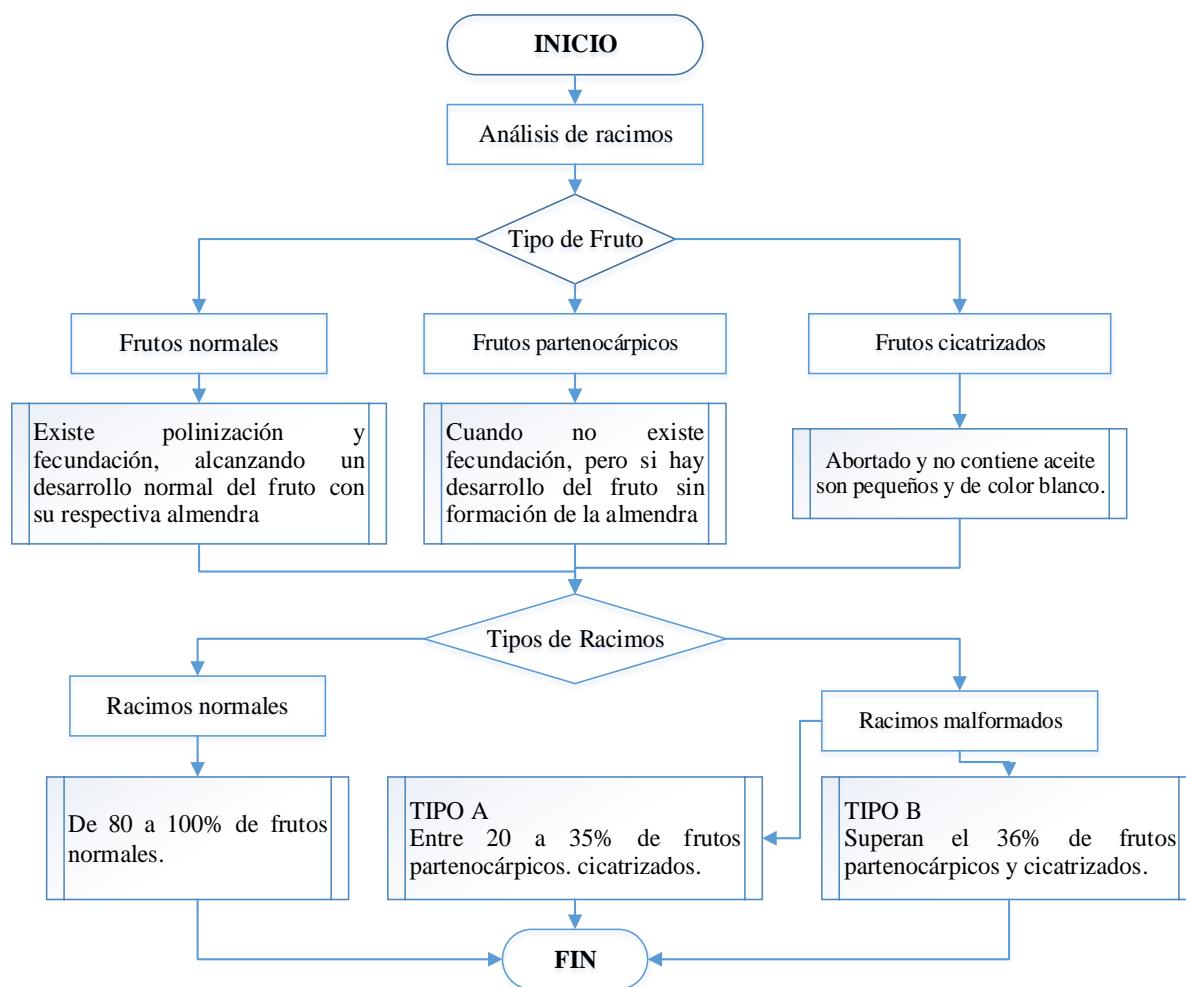 INICIO
Análisis de racimos
Tipo de Fruto
Frutos normales
Frutos partenocárpicos
Frutos cicatrizados
Existe polinización y
fecundación, alcanzando un
desarrollo normal del fruto con
su respectiva almendra
Cuando no existe
fecundación, pero si hay
desarrollo del fruto sin
formación de la almendra
Abortado y no contiene aceite
son pequeños y de color blanco.
Tipos de Racimos
Racimos normales
Racimos malformados
De 80 a 100% de frutos
normales.
TIPO A
Entre 20 a 35% de frutos
partenocárpicos. cicatrizados.
TIPO B
Superan el 36% de frutos
partenocárpicos y cicatrizados.
FIN